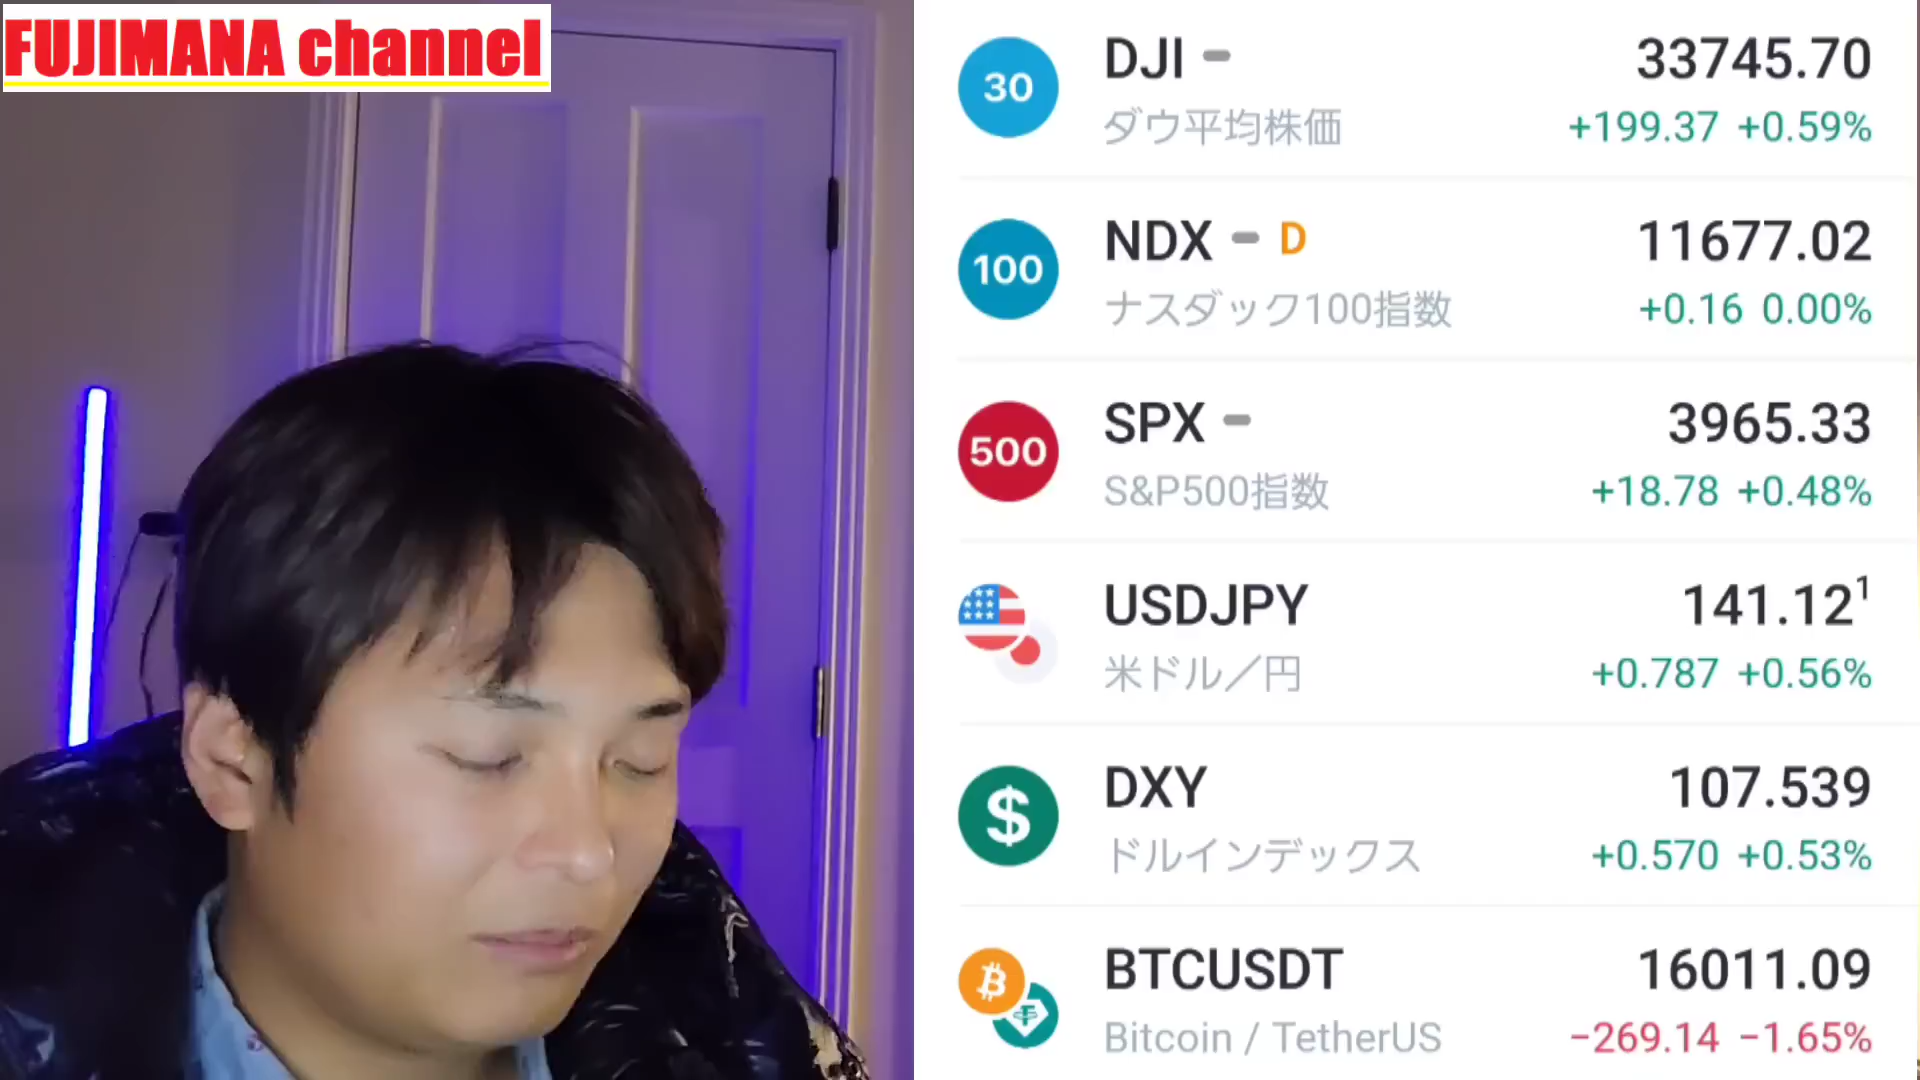 FUJIMANA channel
30
DJI
33745.70
ダウ平均株価
+199.37 +0.59%
100
NDX D
11677.02
ナスダック100指数
+0.16 0.00%
500
SPX
3965.33
S&P500指数
+18.78 +0.48%
USDJPY
141.121
米ドル/円
+0.787 +0.56%
$
DXY
107.539
ドルインデックス
+0.570 +0.53%
BTCUSDT
16011.09
Bitcoin / TetherUS
−269.14 −1.65%